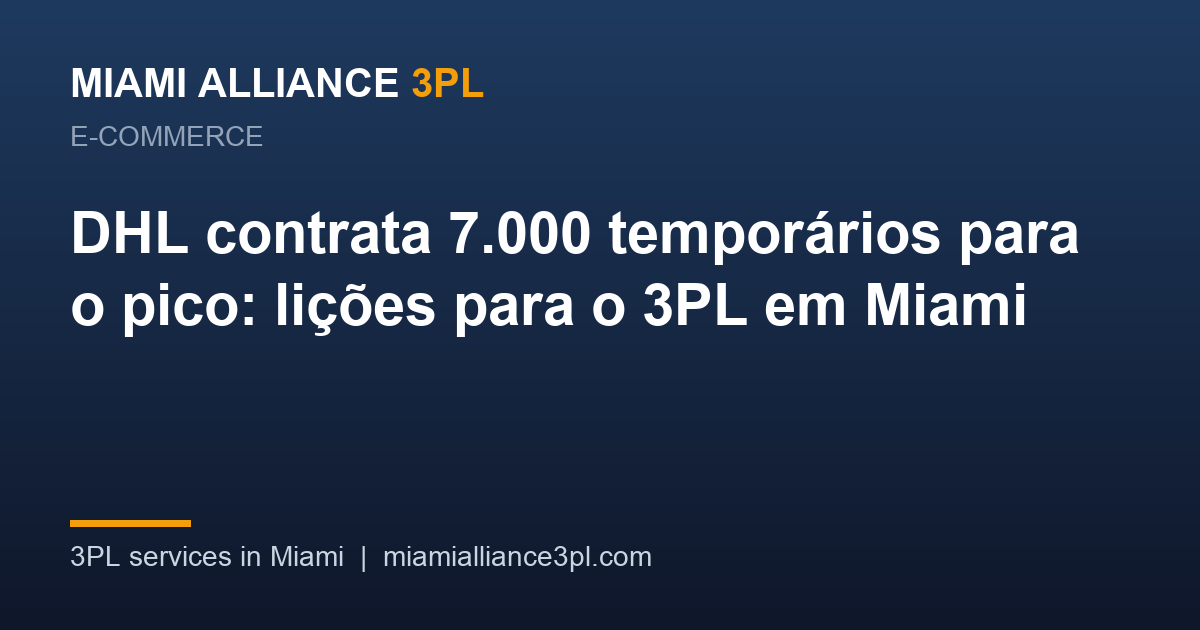 MIAMI ALLIANCE 3PL
E-COMMERCE
DHL contrata 7.000 temporários para
o pico: lições para o 3PL em Miami
3PL services in Miami | miamialliance3pl.com